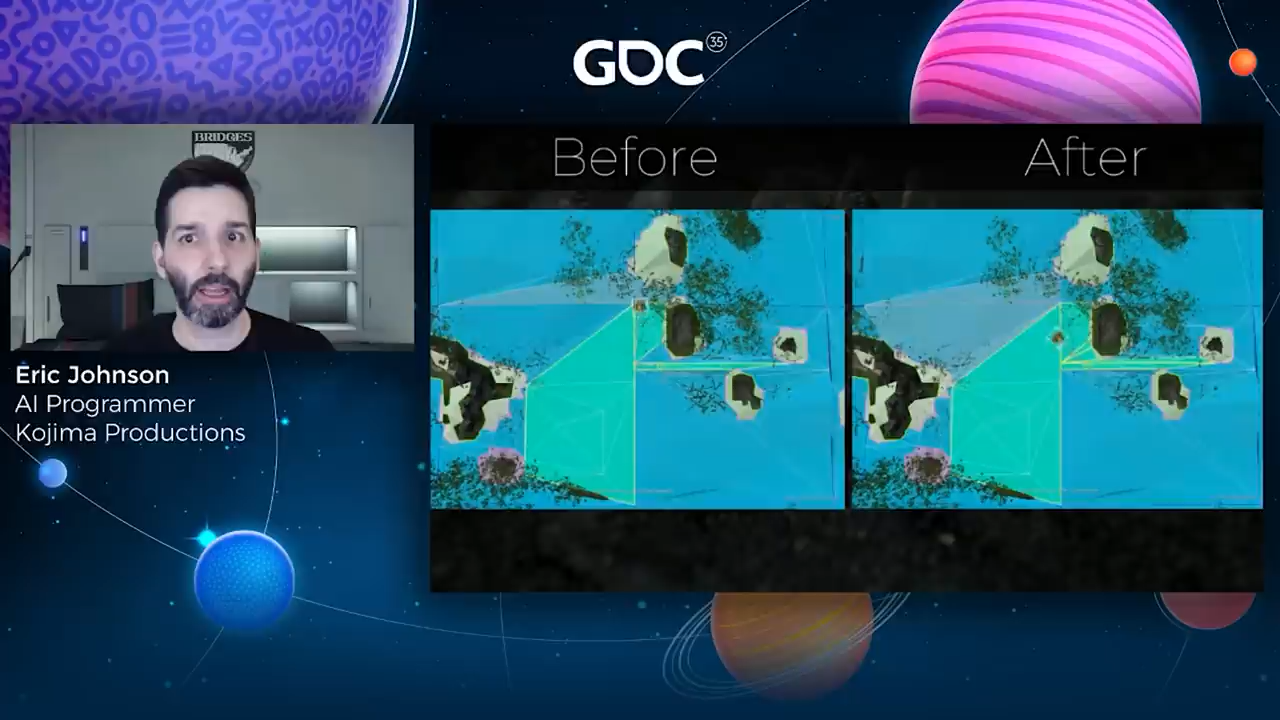 GDC 35
BRIDGES
Before
After
Eric Johnson
AI Programmer
Kojima Productions